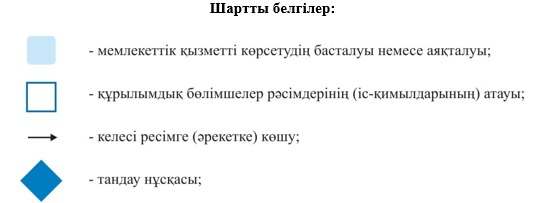 Шартты белгілер:
- мемлекеттік қызметті көрсетудің басталуы немесе аяқталуы;
- құрылымдық бөлімшелер рәсімдерінің (іс-қимылдарының) атауы;
- келесі ресімге (әрекетке) көшу;
- тандау нұсқасы;